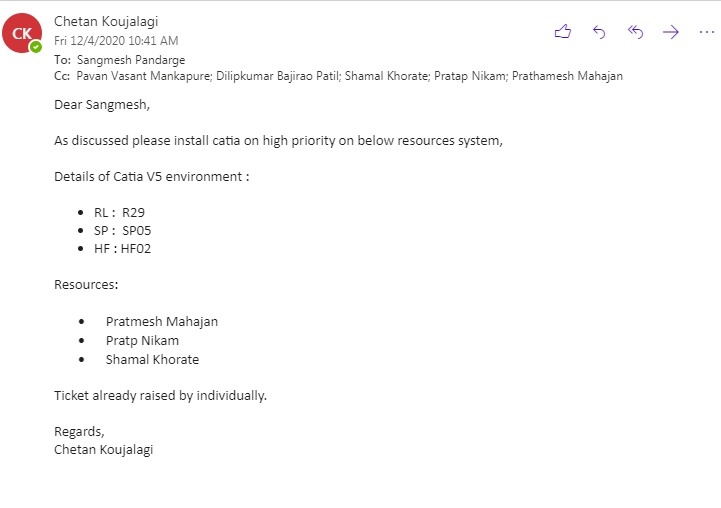 CK
Chetan Koujalagi
Fri 12/4/2020 10:41 AM
To: Sangmesh Pandarge
Cc: Pavan Vasant Mankapure; Dilipkumar Bajirao Patil; Shamal Khorate; Pratap Nikam; Prathamesh Mahajan
Dear Sangmesh,
As discussed please install catia on high priority on below resources system,
Details of Catia V5 environment :
• RL : R29
• SP : SP05
• HF : HF02
Resources:
• Pratmesh Mahajan
• Pratp Nikam
• Shamal Khorate
Ticket already raised by individually.
Regards,
Chetan Koujalagi